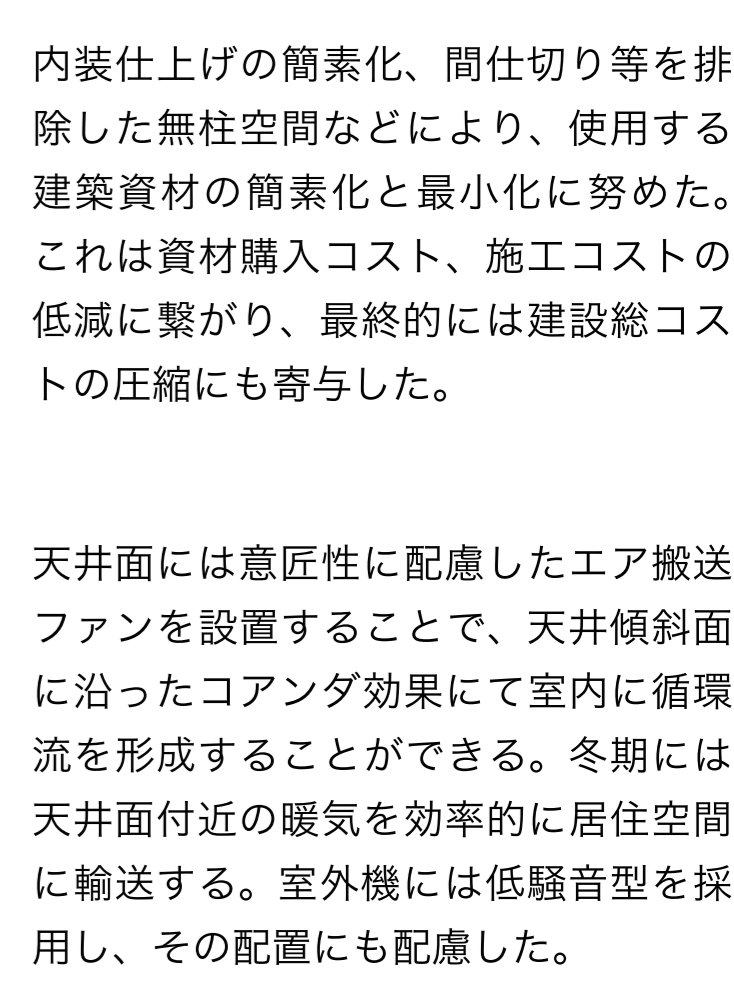 内装仕上げの簡素化、間仕切り等を排
除した無柱空間などにより、使用する
建築資材の簡素化と最小化に努めた。
これは資材購入コスト、施工コストの
低減に繋がり、最終的には建設総コス
トの圧縮にも寄与した。
天井面には意匠性に配慮したエア搬送
ファンを設置することで、天井傾斜面
に沿ったコアンダ効果にて室内に循環
流を形成することができる。冬期には
天井面付近の暖気を効率的に居住空間
に輸送する。室外機には低騒音型を採
用し、その配置にも配慮した。